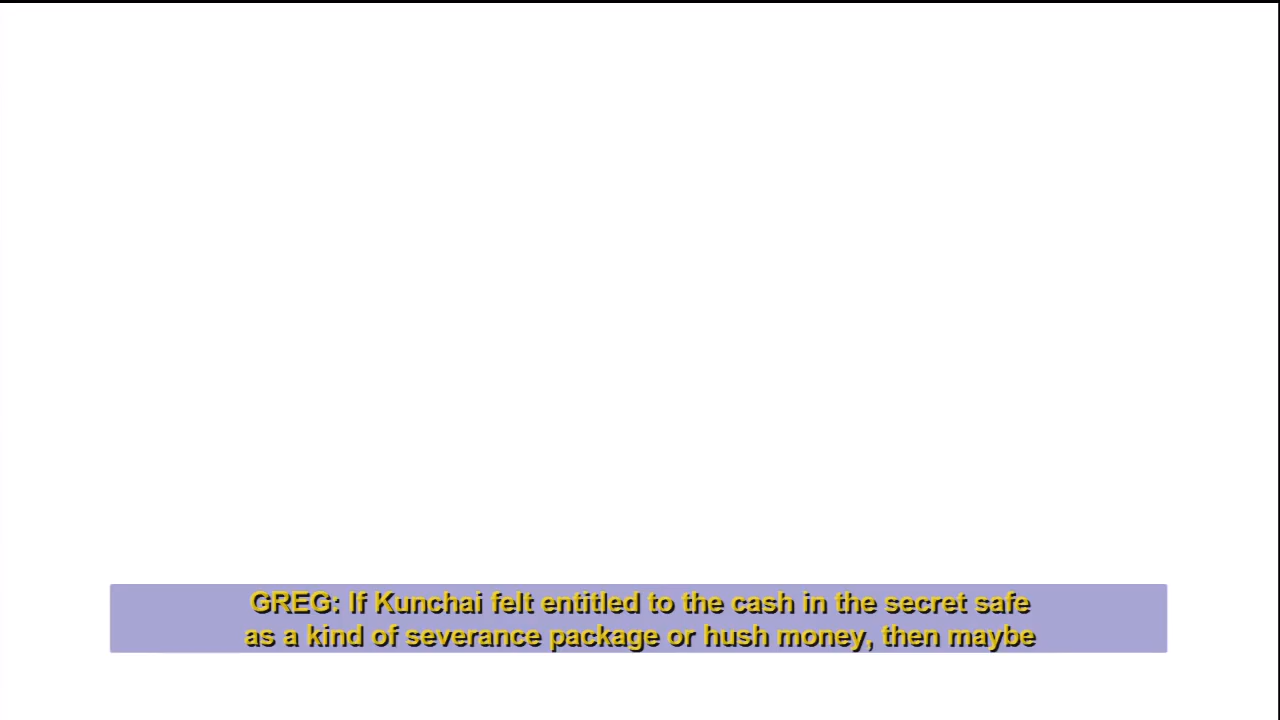 GREG: If Kunchai felt entitled to the cash in the secret safe
as a kind of severance package or hush money, then maybe